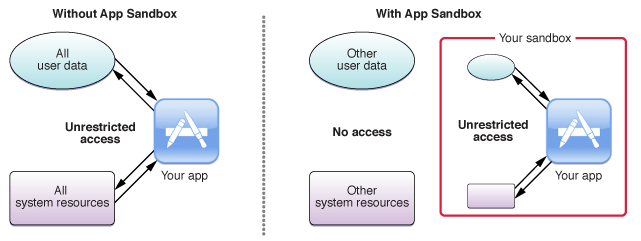 Without App Sandbox
All
user data
Unrestricted
access
Your app
All
system resources
With App Sandbox
Other
user data
No access
Other
system resources
Your sandbox
Unrestricted
access
Your app